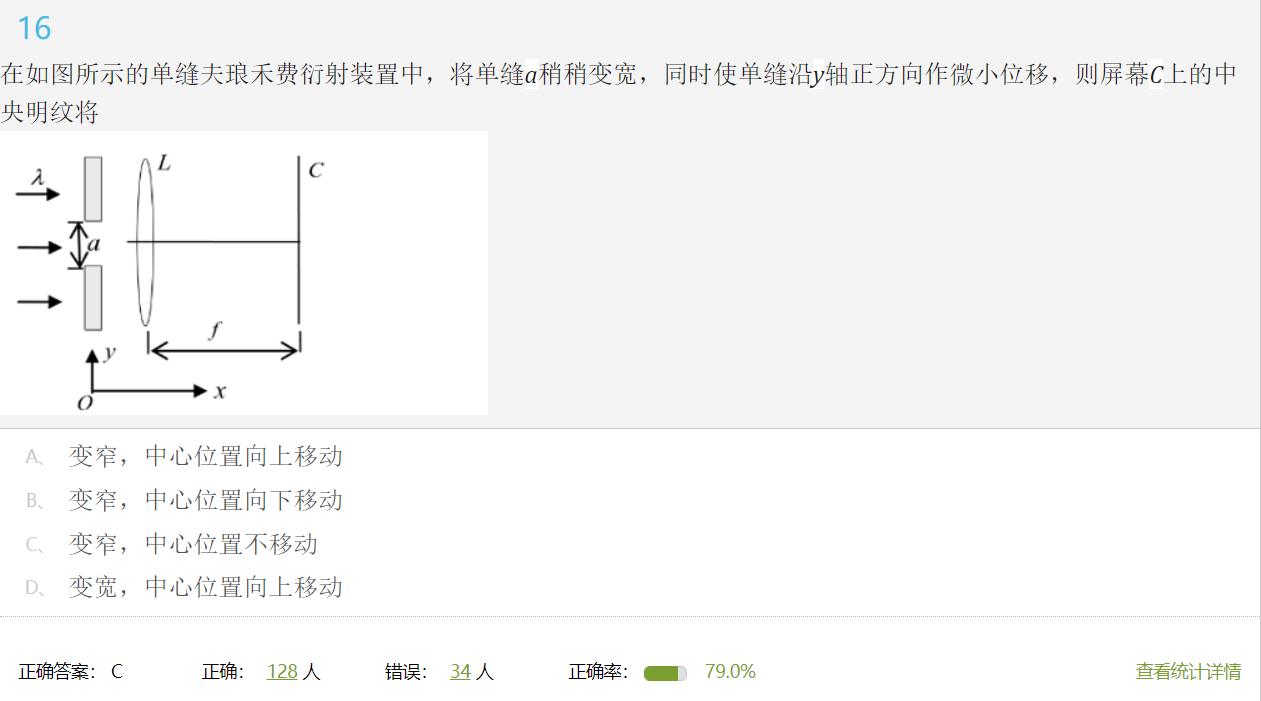 16
在如图所示的单缝夫琅禾费衍射装置中，将单缝a稍稍变宽，同时使单缝沿y轴正方向作微小位移，则屏幕C上的中
央明纹将
λ
L
C
a
f
y
O
x
A、 变窄，中心位置向上移动
B、 变窄，中心位置向下移动
C、 变窄，中心位置不移动
D、 变宽，中心位置向上移动
正确答案： C 正确： 128 人 错误： 34 人 正确率： 79.0% 查看统计详情